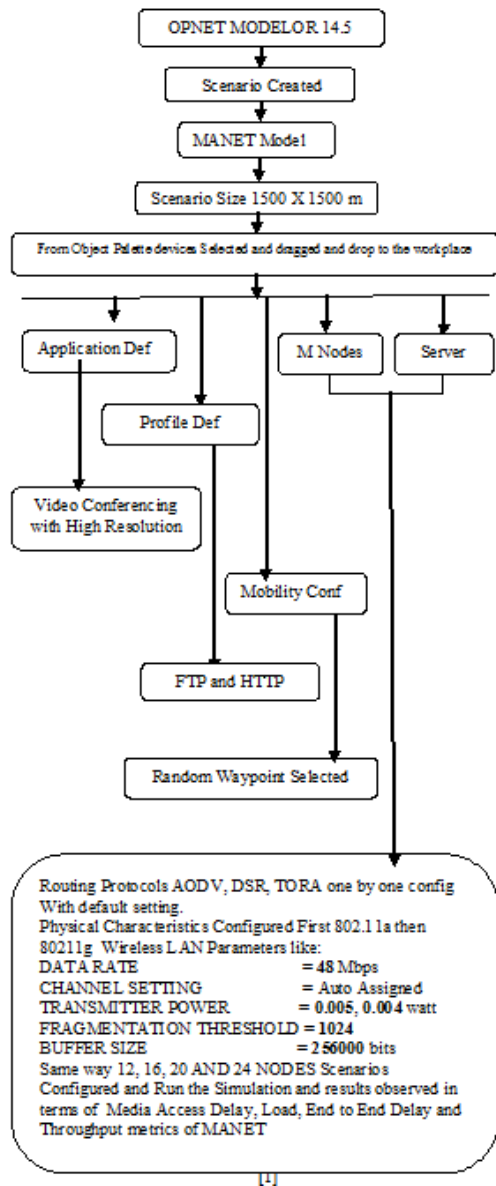 OPNET MODELOR 14.5
Scenario Created
MANET Model
Scenario Size 1500 X 1500 m
From Object Palette devices Selected and dragged and drop to the workplace
Application Def
M Nodes
Server
Profile Def
Video Conferencing
with High Resolution
Mobility Conf
FTP and HTTP
Random Waypoint Selected
Routing Protocols AODV, DSR, TORA one by one config
With default setting.
Physical Characteristics Configured First 802.11a then
80211g Wireless LAN Parameters like:
DATA RATE = 48 Mbps
CHANNEL SETTING = Auto Assigned
TRANSMITTER POWER = 0.005, 0.004 watt
FRAGMENTATION THRESHOLD = 1024
BUFFER SIZE = 256000 bits
Same way 12, 16, 20 AND 24 NODES Scenarios
Configured and Run the Simulation and results observed in
terms of Media Access Delay, Load, End to End Delay and
Throughput metrics of MANET
[1]